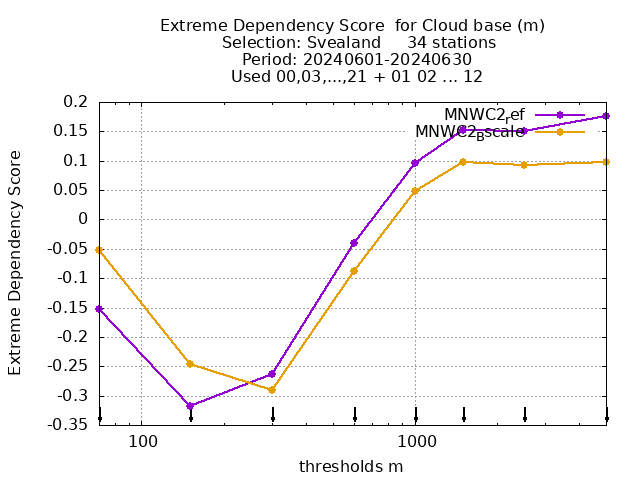 Extreme Dependency Score  for Cloud base (m)
Selection: Svealand     34 stations
Period: 20240601-20240630
Used 00,03,...,21 + 01 02 ... 12
MNWC2ref
MNWC2Bscale
0.2
0.15
0.1
0.05
0
-0.05
-0.1
-0.15
-0.2
-0.25
-0.3
-0.35
Extreme Dependency Score
100
1000
thresholds m